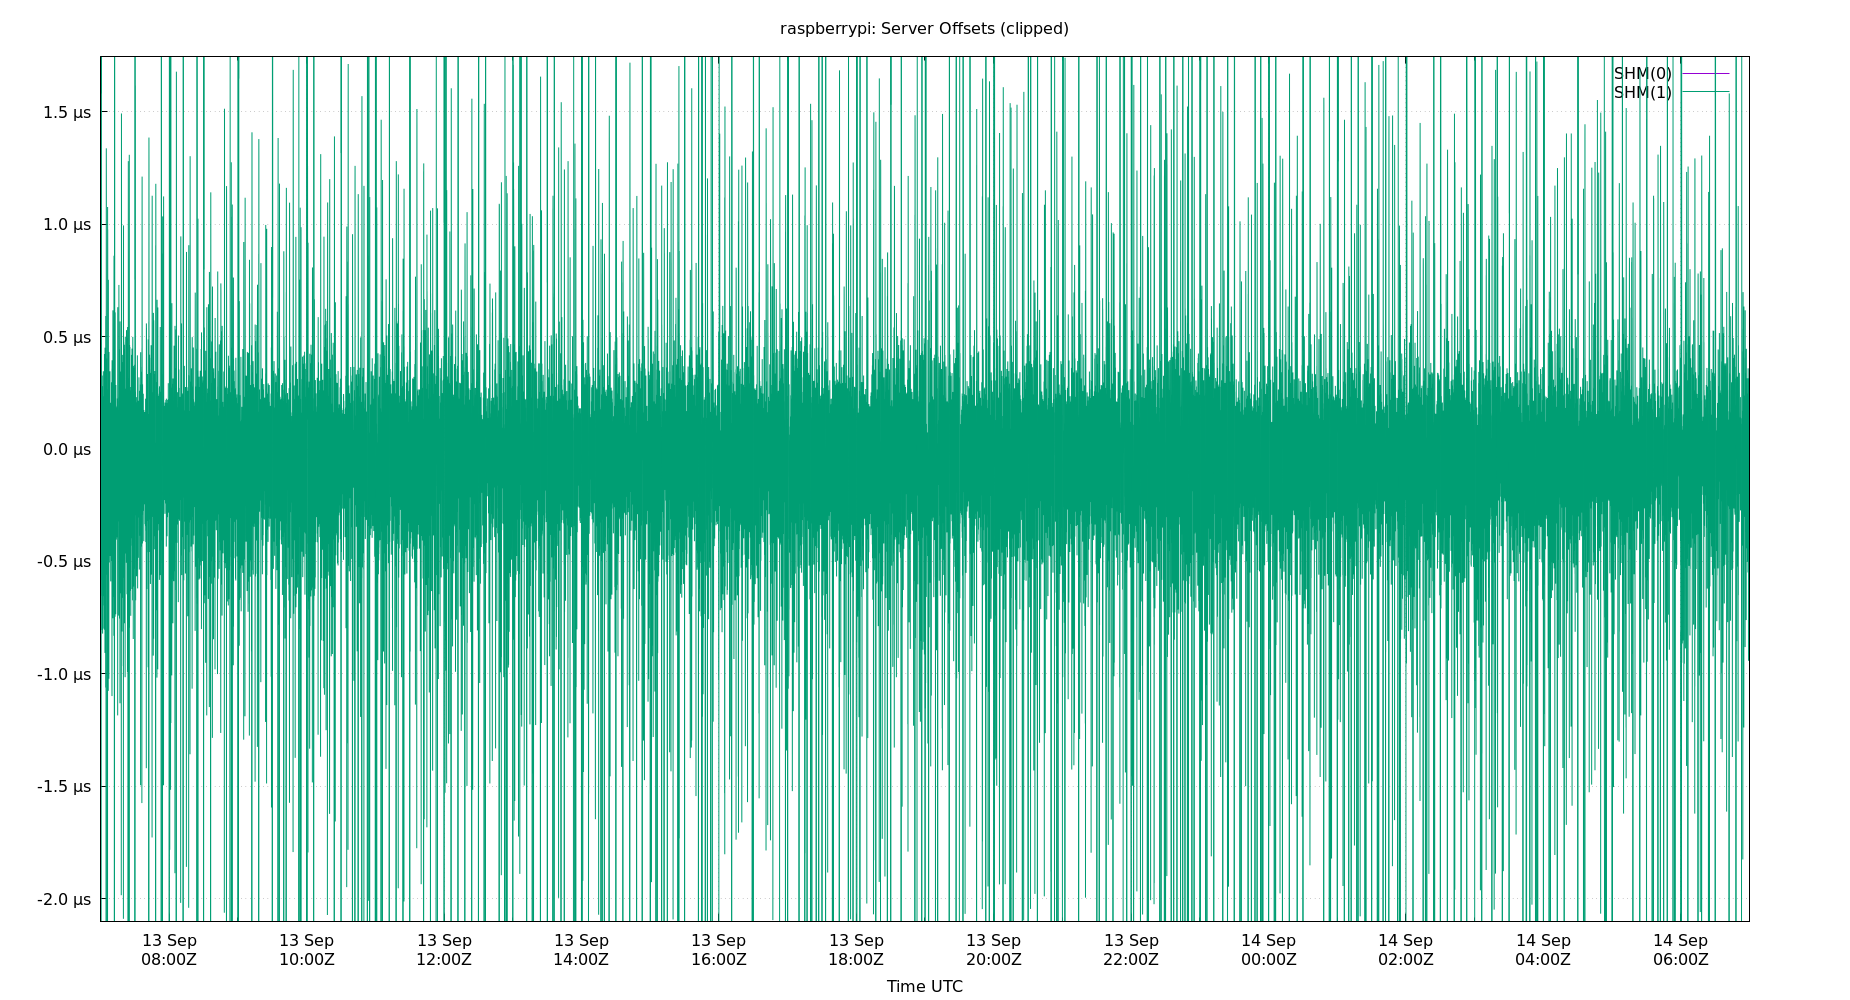 raspberrypi: Server Offsets (clipped)
SHM(0)
SHM(1)
1.5 µs
1.0 µs
0.5 µs
0.0 µs
-0.5 µs
-1.0 µs
-1.5 µs
-2.0 µs
13 Sep 13 Sep 13 Sep 13 Sep 13 Sep 13 Sep 13 Sep 13 Sep 14 Sep 14 Sep 14 Sep 14 Sep
08:00Z 10:00Z 12:00Z 14:00Z 16:00Z 18:00Z 20:00Z 22:00Z 00:00Z 02:00Z 04:00Z 06:00Z
Time UTC